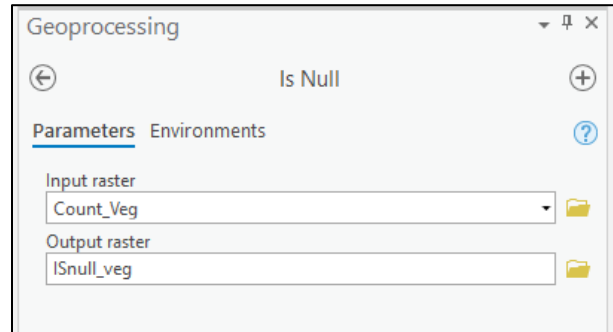 Geoprocessing
Is Null
Parameters Environments
Input raster
Count_Veg
Output raster
ISnull_veg